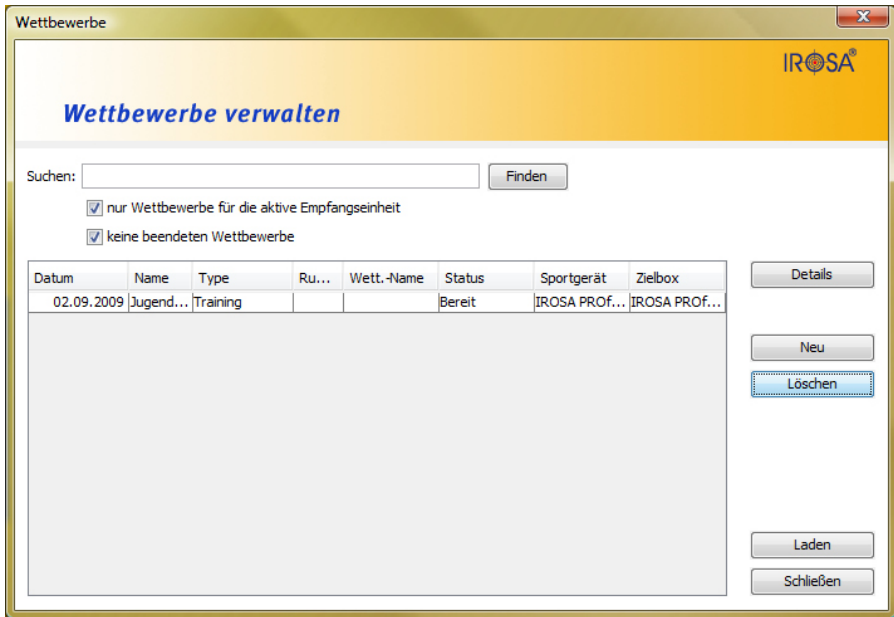 Wettbewerbe
IROSA®
Wettbewerbe verwalten
Suchen:
Finden
nur Wettbewerbe für die aktive Empfangseinheit
keine beendeten Wettbewerbe
Datum Name Type Ru... Wett.-Name Status Sportgerät Zielbox
02.09.2009 Jugend... Training Bereit IROSA PROf... IROSA PROf...
Details
Neu
Löschen
Laden
Schließen